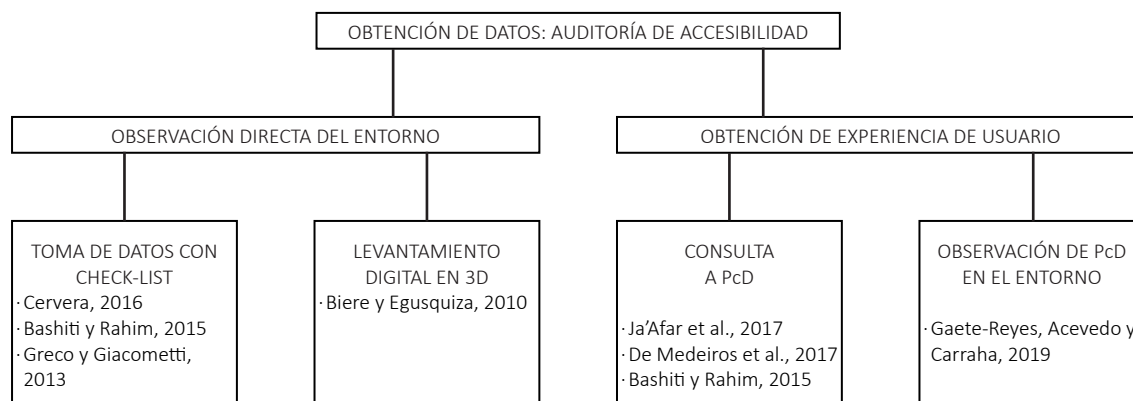 OBTENCIÓN DE DATOS: AUDITORÍA DE ACCESIBILIDAD
OBSERVACIÓN DIRECTA DEL ENTORNO
OBTENCIÓN DE EXPERIENCIA DE USUARIO
TOMA DE DATOS CON
CHECK-LIST
· Cervera, 2016
· Bashiti y Rahim, 2015
· Greco y Giacometti,
2013
LEVANTAMIENTO
DIGITAL EN 3D
· Biere y Egusquiza, 2010
CONSULTA
A PcD
· Ja’Afar et al., 2017
· De Medeiros et al., 2017
· Bashiti y Rahim, 2015
OBSERVACIÓN DE PcD
EN EL ENTORNO
· Gaete-Reyes, Acevedo y
Carraha, 2019